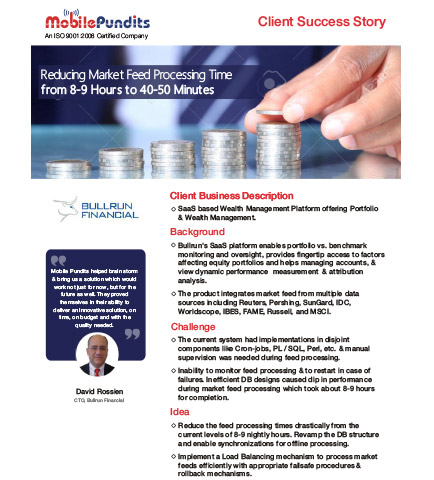 MobilePundits
An ISO 9001:2008 Certified Company
Client Success Story
Reducing Market Feed Processing Time
from 8-9 Hours to 40-50 Minutes
BULLRUN
FINANCIAL
Mobile Pundits helped brainstorm
& bring us a solution which would
work not just for now, but for the
future as well. They proved
themselves in their ability to
deliver an innovative solution, on
time, on budget and with the
quality needed.
David Rossien
CTO, Bullrun Financial
Client Business Description
◇ SaaS based Wealth Management Platform offering Portfolio
& Wealth Management.
Background
◇ Bullrun's SaaS platform enables portfolio vs. benchmark
monitoring and oversight, provides fingertip access to factors
affecting equity portfolios and helps managing accounts, &
view dynamic performance measurement & attribution
analysis.
◇ The product integrates market feed from multiple data
sources including Reuters, Pershing, SunGard, IDC,
Worldscope, IBES, FAME, Russell, and MSCI.
Challenge
◇ The current system had implementations in disjoint
components like Cron-jobs, PL / SQL, Perl, etc. & manual
supervision was needed during feed processing.
◇ Inability to monitor feed processing & to restart in case of
failures. Inefficient DB designs caused dip in performance
during market feed processing which took about 8-9 hours
for completion.
Idea
◇ Reduce the feed processing times drastically from the
current levels of 8-9 nightly hours. Revamp the DB structure
and enable synchronizations for offline processing.
◇ Implement a Load Balancing mechanism to process market
feeds efficiently with appropriate failsafe procedures &
rollback mechanisms.